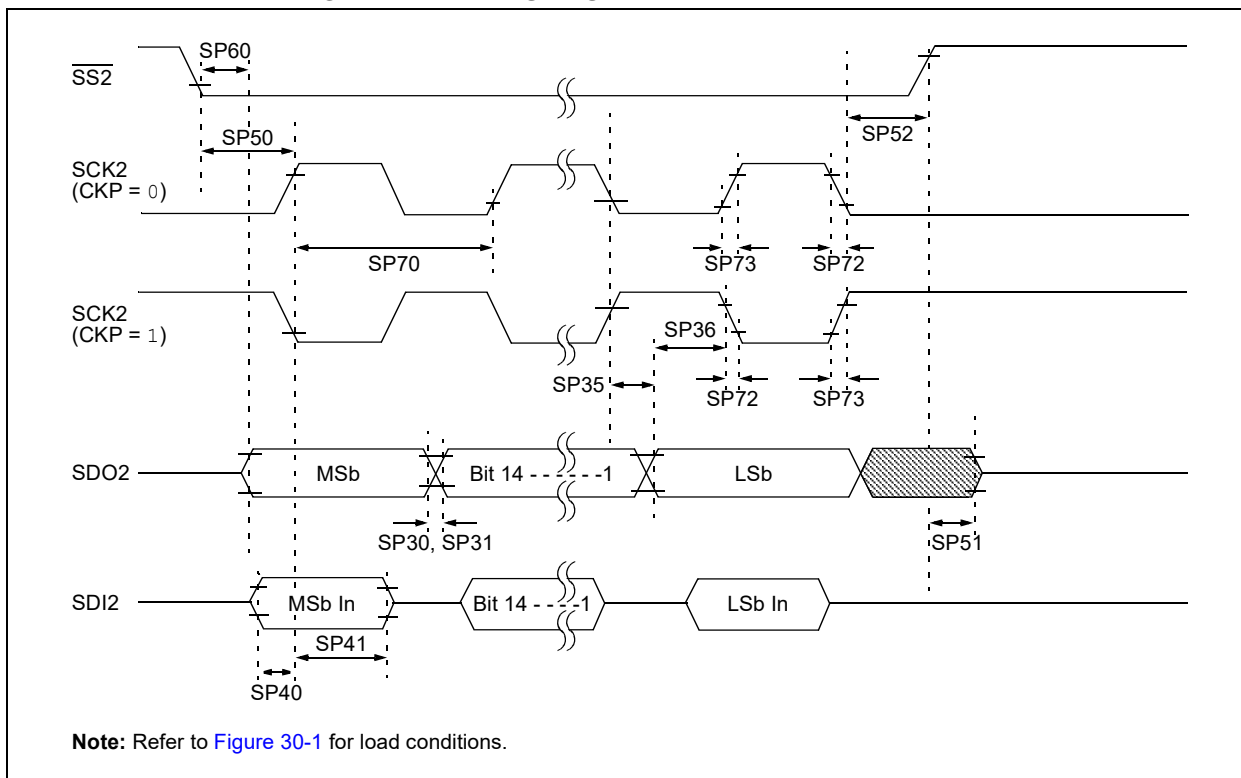 SP60
SS2
SP50
SP52
SCK2
(CKP = 0)
SP70
SP73
SP72
SCK2
(CKP = 1)
SP36
SP35
SP72
SP73
SDO2
MSb
Bit 14 - - - - - -1
LSb
SP30, SP31
SP51
SDI2
MSb In
Bit 14 - - - -1
LSb In
SP41
SP40
Note: Refer to Figure 30-1 for load conditions.